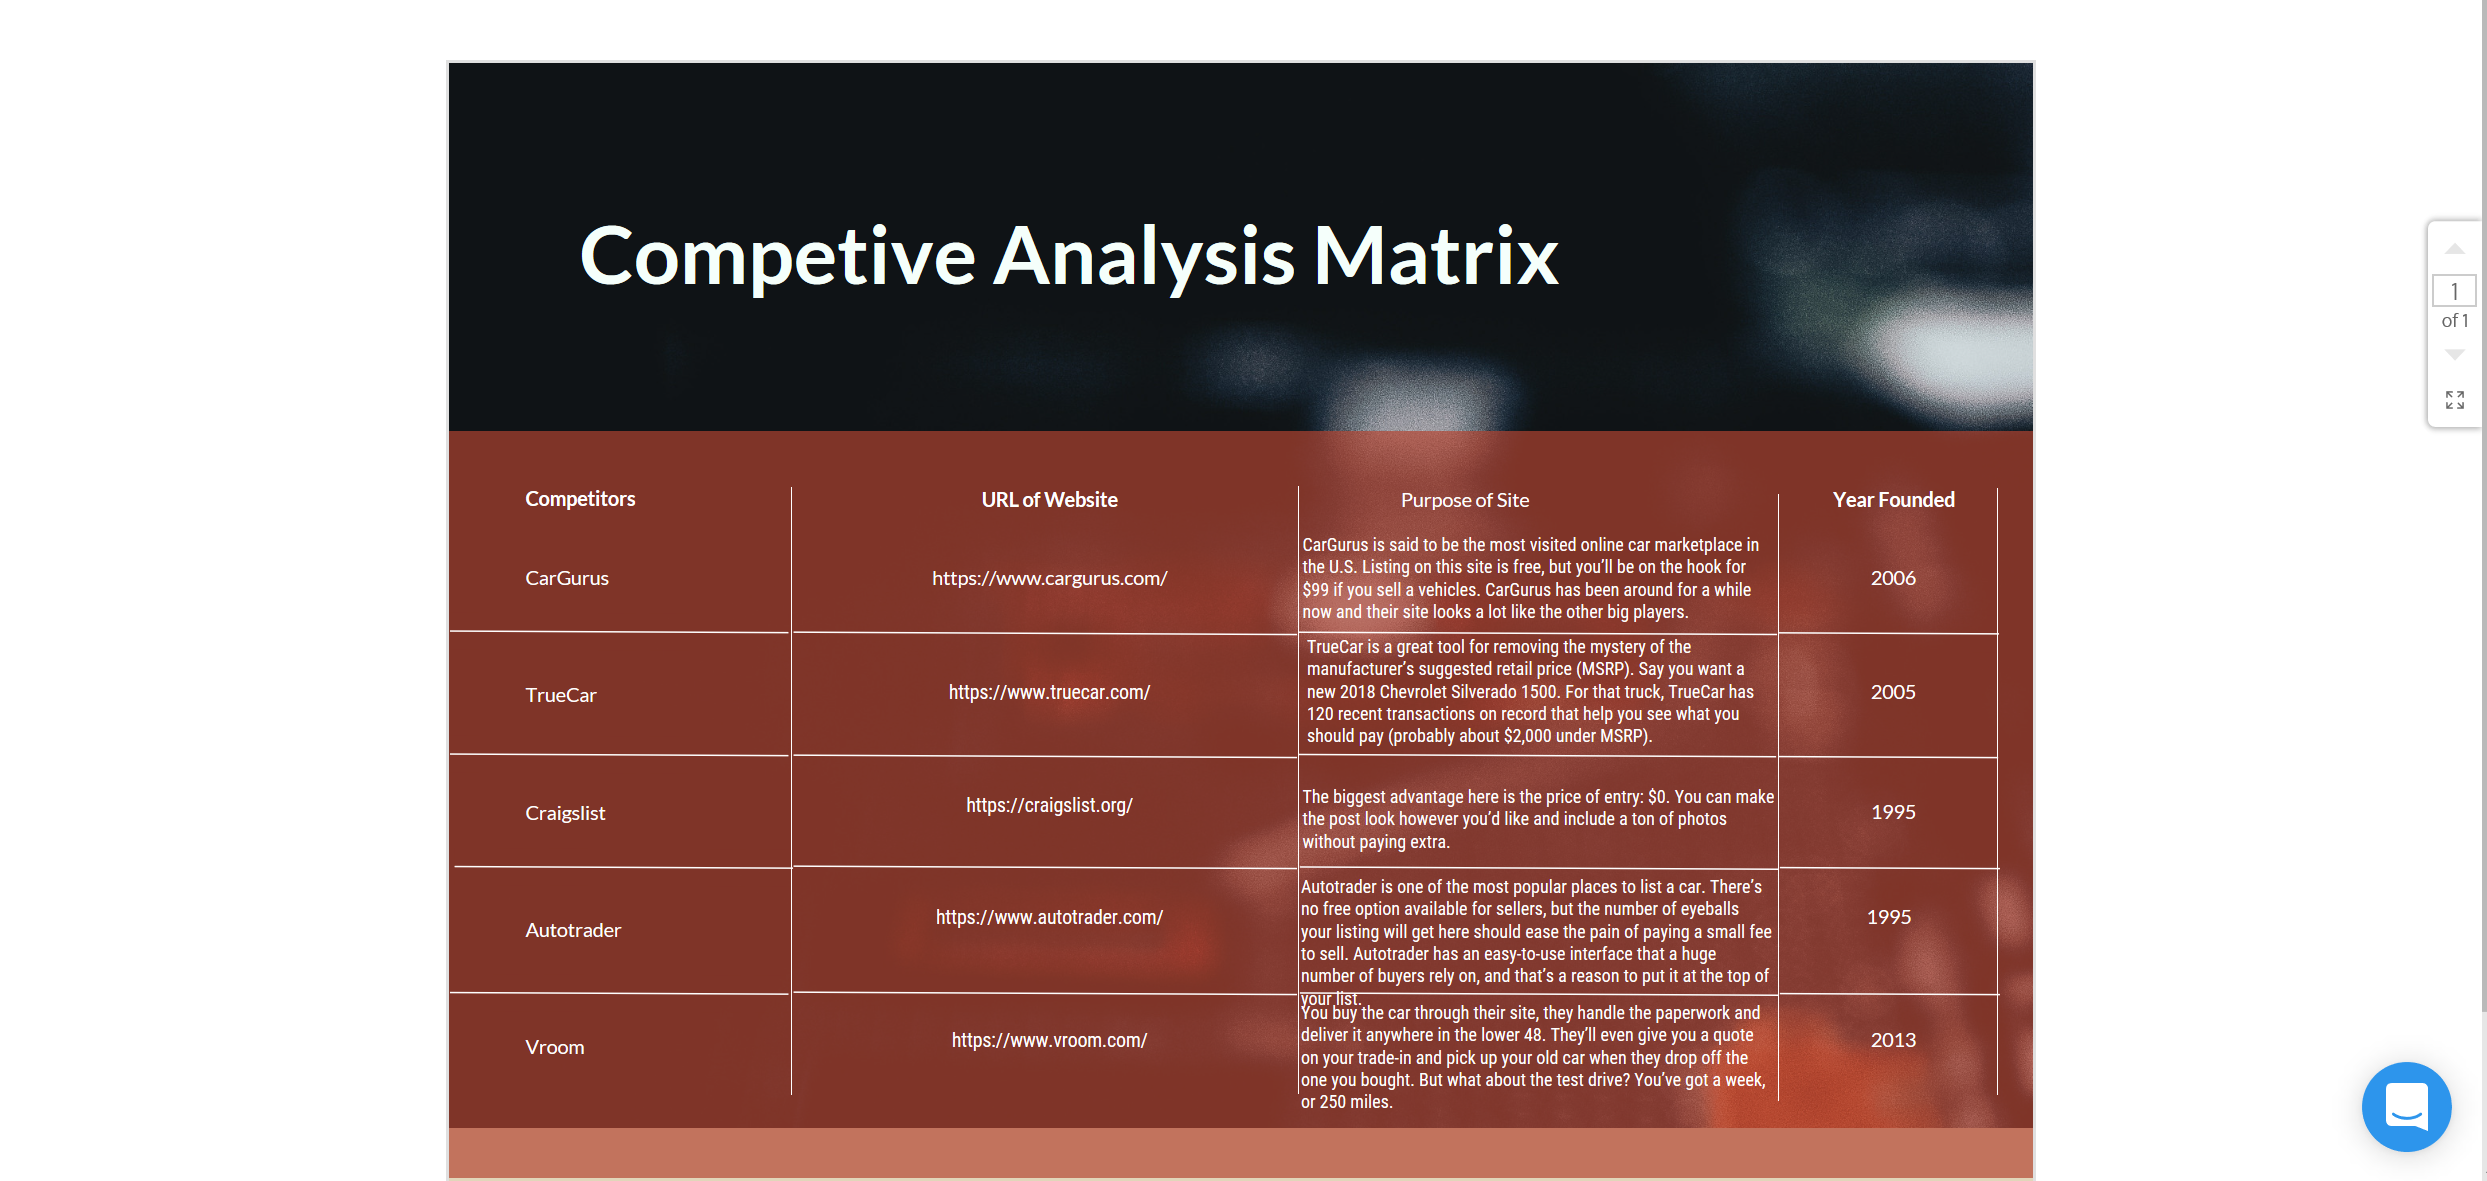 Competive Analysis Matrix
1
of 1
Competitors
URL of Website
Purpose of Site
Year Founded
CarGurus
https://www.cargurus.com/
CarGurus is said to be the most visited online car marketplace in
the U.S. Listing on this site is free, but you'll be on the hook for
$99 if you sell a vehicles. CarGurus has been around for a while
now and their site looks a lot like the other big players.
2006
TrueCar
https://www.truecar.com/
TrueCar is a great tool for removing the mystery of the
manufacturer's suggested retail price (MSRP). Say you want a
new 2018 Chevrolet Silverado 1500. For that truck, TrueCar has
120 recent transactions on record that help you see what you
should pay (probably about $2,000 under MSRP).
2005
Craigslist
https://craigslist.org/
The biggest advantage here is the price of entry: $0. You can make
the post look however you'd like and include a ton of photos
without paying extra.
1995
Autotrader
https://www.autotrader.com/
Autotrader is one of the most popular places to list a car. There's
no free option available for sellers, but the number of eyeballs
your listing will get here should ease the pain of paying a small fee
to sell. Autotrader has an easy-to-use interface that a huge
number of buyers rely on, and that's a reason to put it at the top of
your list.
1995
Vroom
https://www.vroom.com/
You buy the car through their site, they handle the paperwork and
deliver it anywhere in the lower 48. They'll even give you a quote
on your trade-in and pick up your old car when they drop off the
one you bought. But what about the test drive? You've got a week,
or 250 miles.
2013